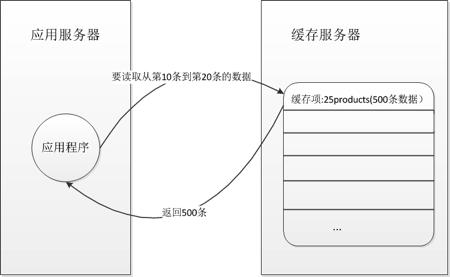 应用服务器
缓存服务器
要读取从第10条到第20条的数据
缓存项:25products(500条数据）
应用程序
返回500条
...